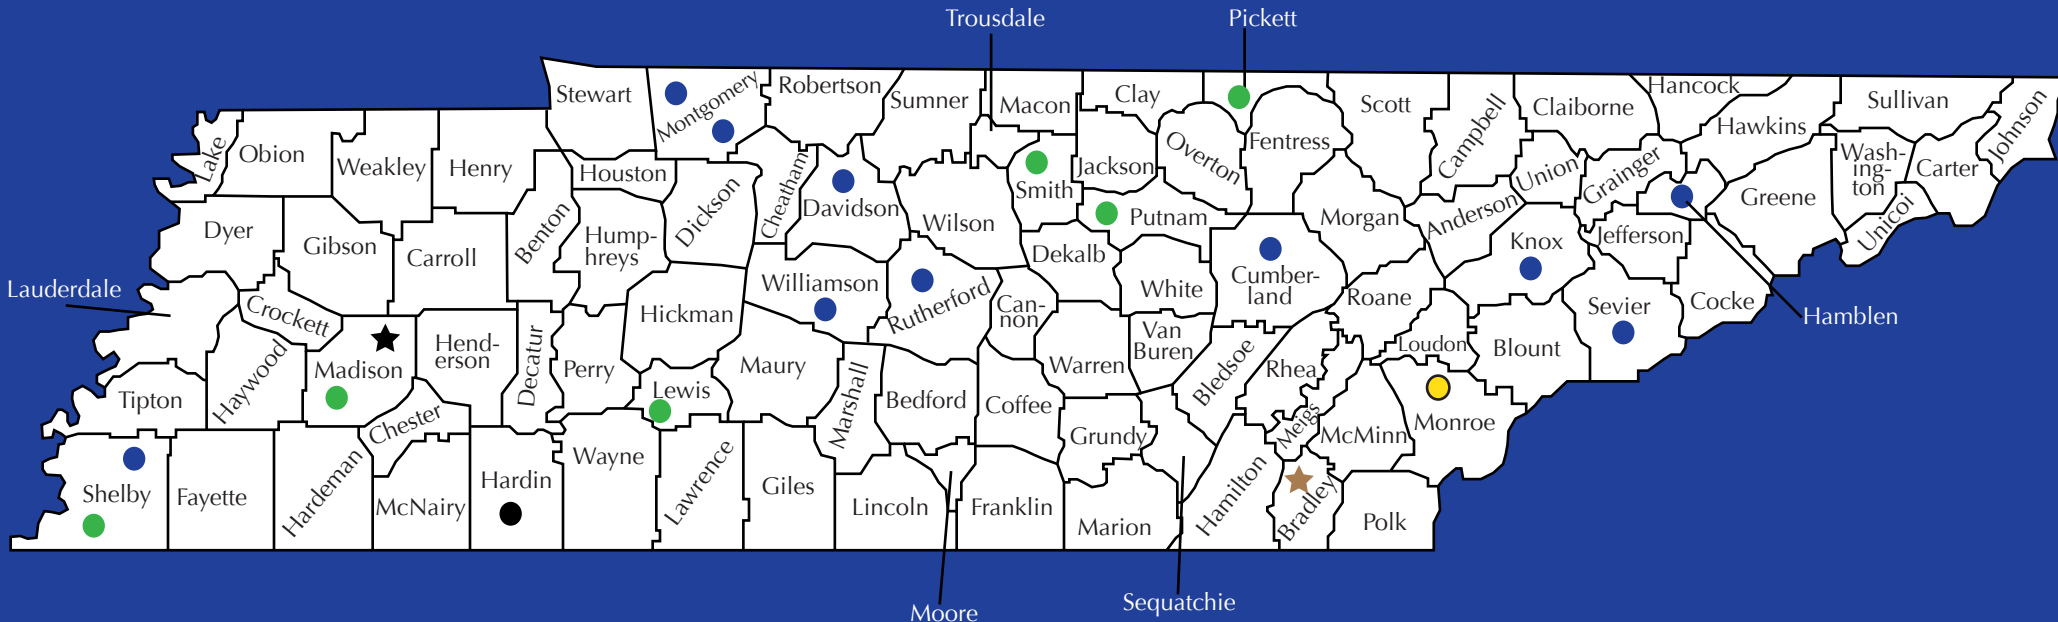 Trousdale
Pickett
Stewart
Montgomery
Robertson
Sumner
Macon
Clay
Scott
Campbell
Claiborne
Hancock
Hawkins
Sullivan
Johnson
Lake
Obion
Weakley
Henry
Houston
Dickson
Cheatham
Davidson
Wilson
Smith
Jackson
Overton
Fentress
Union
Grainger
Greene
Wash-
ing-
ton
Carter
Unicoi
Dyer
Gibson
Carroll
Benton
Hump-
hreys
Putnam
Morgan
Anderson
Knox
Jefferson
Lauderdale
Crockett
Hickman
Williamson
Rutherford
Can-
non
Dekalb
White
Cumber-
land
Roane
Sevier
Cocke
Hamblen
Haywood
Madison
Hend-
erson
Decatur
Perry
Lewis
Maury
Marshall
Bedford
Coffee
Warren
Van
Buren
Bledsoe
Rhea
Loudon
Blount
Tipton
Chester
Grundy
Meigs
McMinn
Monroe
Shelby
Fayette
Hardeman
McNairy
Hardin
Wayne
Lawrence
Giles
Lincoln
Franklin
Marion
Hamilton
Bradley
Polk
Moore
Sequatchie